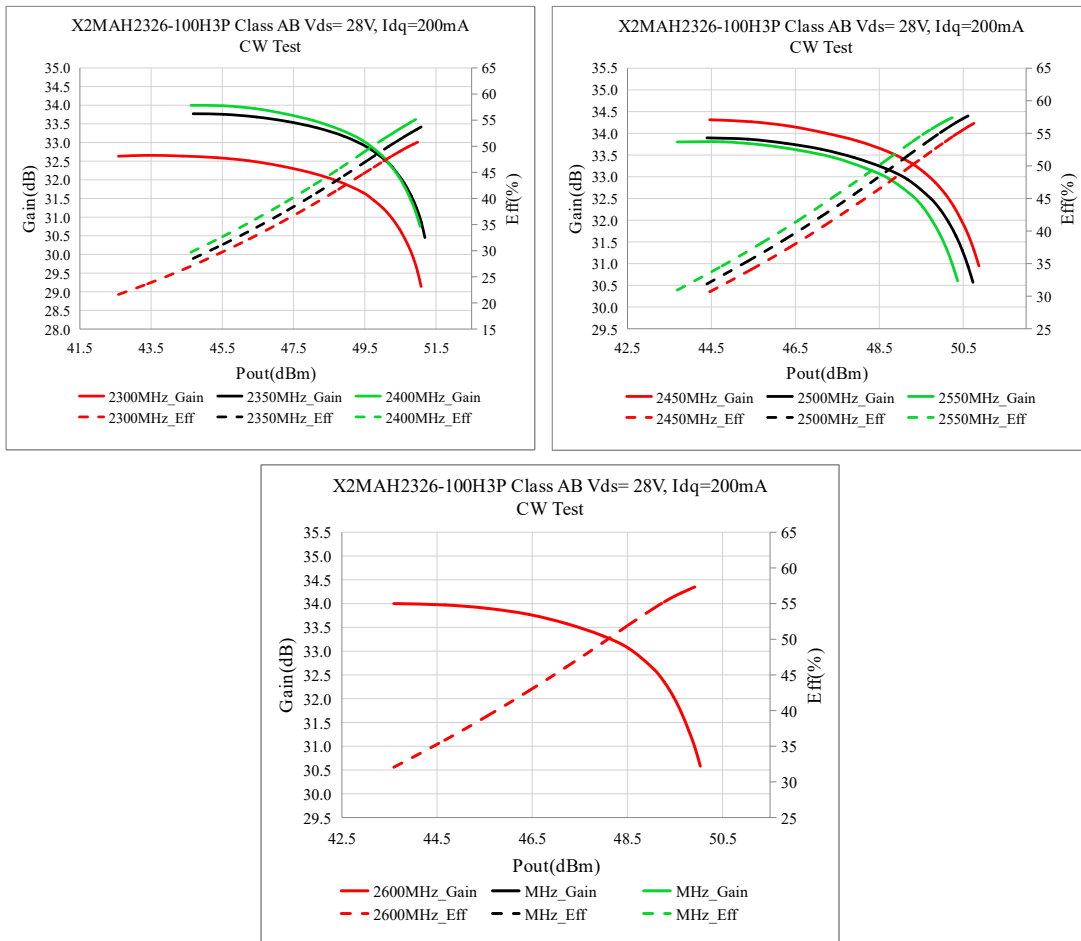 X2MAH2326-100H3P Class AB Vds= 28V, Idq=200mA
CW Test
35.0
34.5
34.0
33.5
33.0
32.5
32.0
31.5
31.0
30.5
30.0
29.5
29.0
28.5
28.0
Gain(dB)
65
60
55
50
45
40
35
30
25
20
15
Eff(%)
41.5 43.5 45.5 47.5 49.5 51.5
Pout(dBm)
2300MHz_Gain 2350MHz_Gain 2400MHz_Gain
2300MHz_Eff 2350MHz_Eff 2400MHz_Eff
X2MAH2326-100H3P Class AB Vds= 28V, Idq=200mA
CW Test
35.5
35.0
34.5
34.0
33.5
33.0
32.5
32.0
31.5
31.0
30.5
30.0
29.5
Gain(dB)
65
60
55
50
45
40
35
30
25
Eff(%)
42.5 44.5 46.5 48.5 50.5
Pout(dBm)
2450MHz_Gain 2500MHz_Gain 2550MHz_Gain
2450MHz_Eff 2500MHz_Eff 2550MHz_Eff
X2MAH2326-100H3P Class AB Vds= 28V, Idq=200mA
CW Test
35.5
35.0
34.5
34.0
33.5
33.0
32.5
32.0
31.5
31.0
30.5
30.0
29.5
Gain(dB)
65
60
55
50
45
40
35
30
25
Eff(%)
42.5 44.5 46.5 48.5 50.5
Pout(dBm)
2600MHz_Gain MHz_Gain MHz_Gain
2600MHz_Eff MHz_Eff MHz_Eff